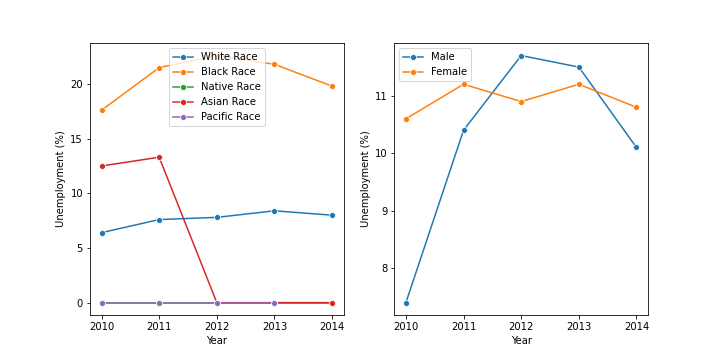 White Race
Black Race
Native Race
Asian Race
Pacific Race
20
15
10
5
0
Unemployment (%)
2010 2011 2012 2013 2014
Year
Male
Female
11
10
9
8
Unemployment (%)
2010 2011 2012 2013 2014
Year